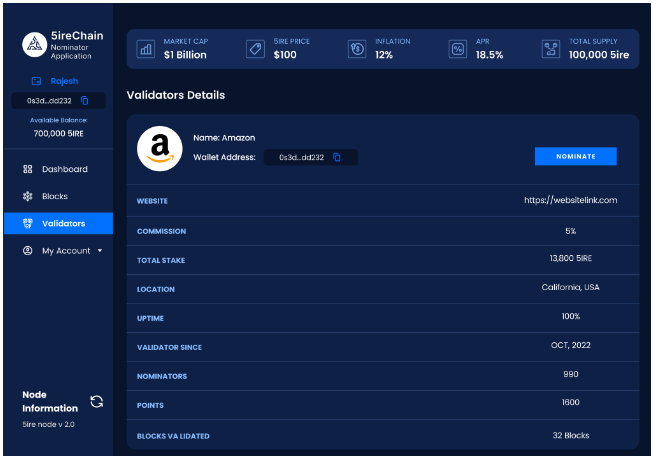 5ireChain
Nominator
Application
Rajesh
0s3d...dd232
Available Balance:
700,000 5IRE
Dashboard
Blocks
Validators
My Account
Node
Information
5ire node v 2.0
MARKET CAP
$1 Billion
5IRE PRICE
$100
INFLATION
12%
APR
18.5%
TOTAL SUPPLY
100,000 5ire
Validators Details
a
Name: Amazon
Wallet Address: 0s3d...dd232
NOMINATE
WEBSITE https://websitelink.com
COMMISSION 5%
TOTAL STAKE 13,800 5IRE
LOCATION California, USA
UPTIME 100%
VALIDATOR SINCE OCT, 2022
NOMINATORS 990
POINTS 1600
BLOCKS VA LIDATED 32 Blocks